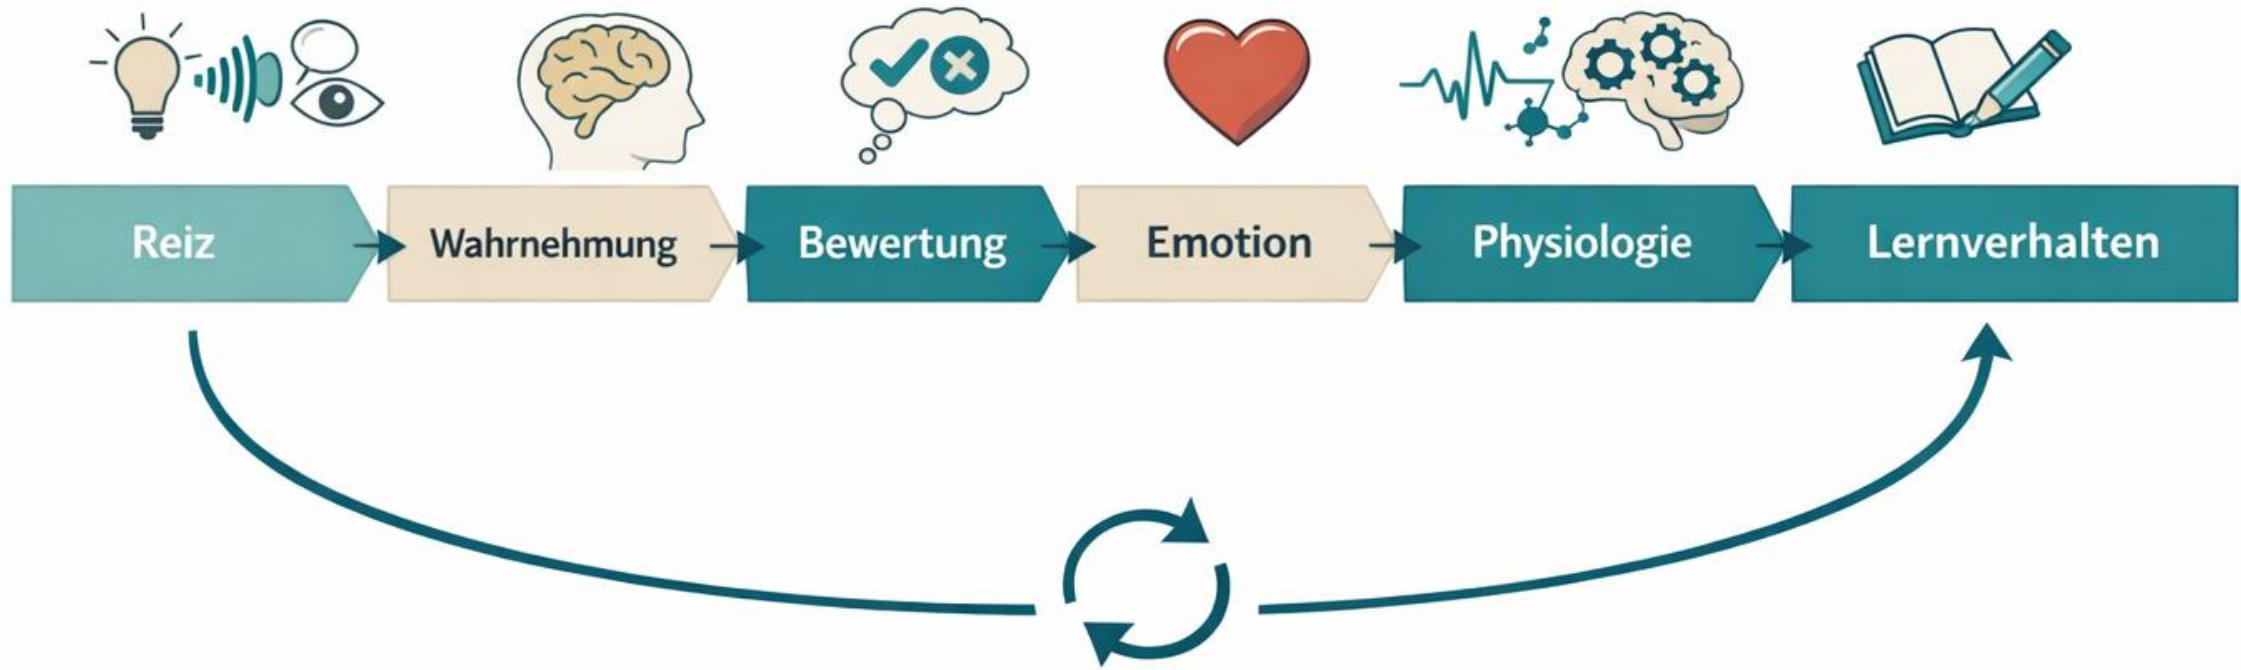 Reiz
Wahrnehmung
Bewertung
Emotion
Physiologie
Lernverhalten